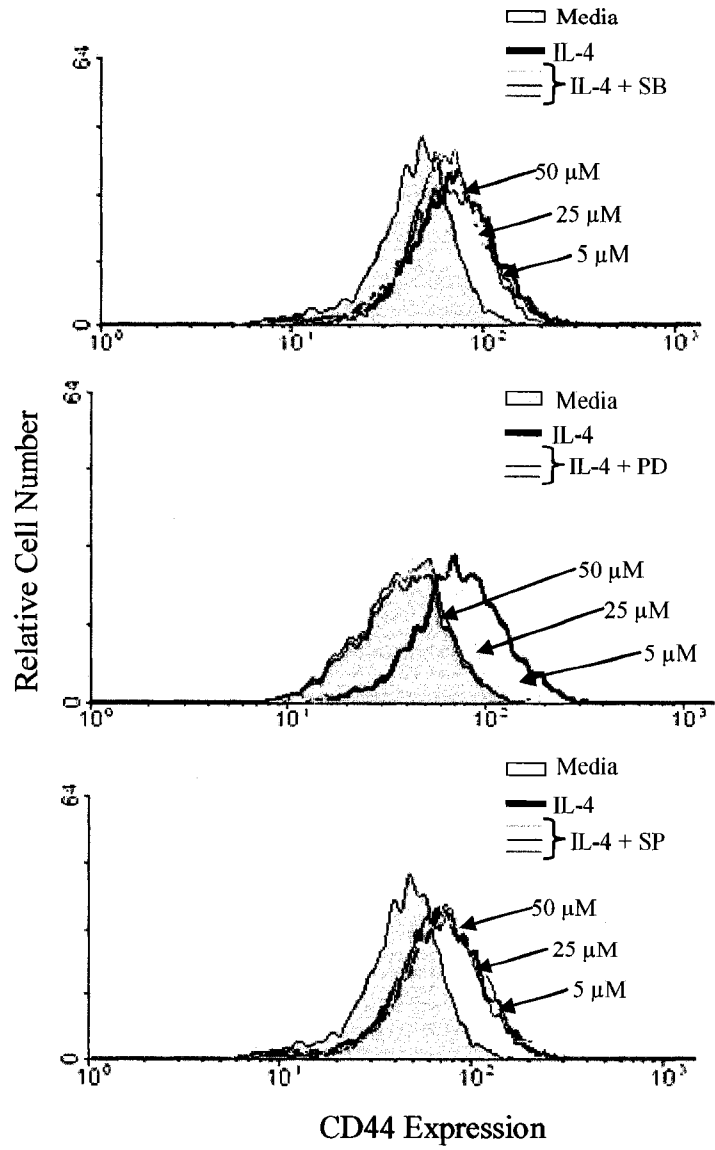 Media
IL-4
IL-4 + SB
64
50 µM
25 µM
5 µM
0
10⁰ 10¹ 10² 10³
Media
IL-4
IL-4 + PD
64
50 µM
25 µM
5 µM
0
10⁰ 10¹ 10² 10³
Relative Cell Number
Media
IL-4
IL-4 + SP
64
50 µM
25 µM
5 µM
0
10⁰ 10¹ 10² 10³
CD44 Expression